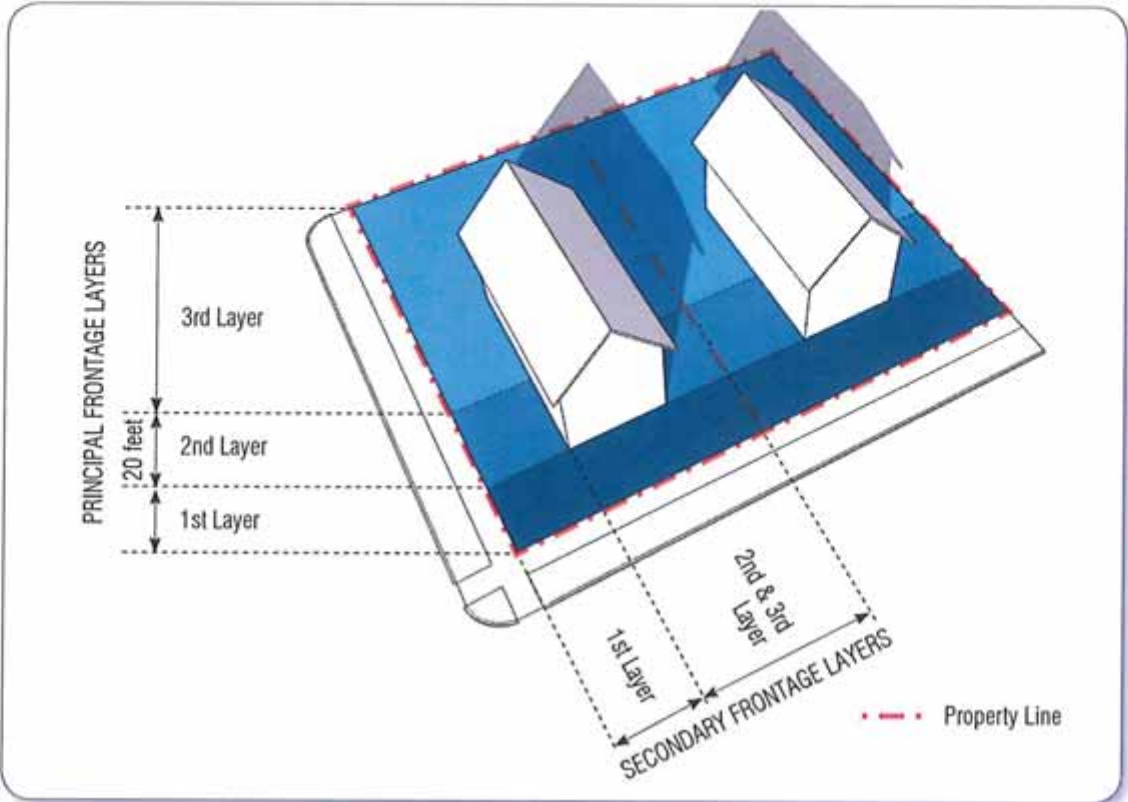 PRINCIPAL FRONTAGE LAYERS
3rd Layer
20 feet
2nd Layer
1st Layer
1st Layer
2nd & 3rd
Layer
SECONDARY FRONTAGE LAYERS
Property Line